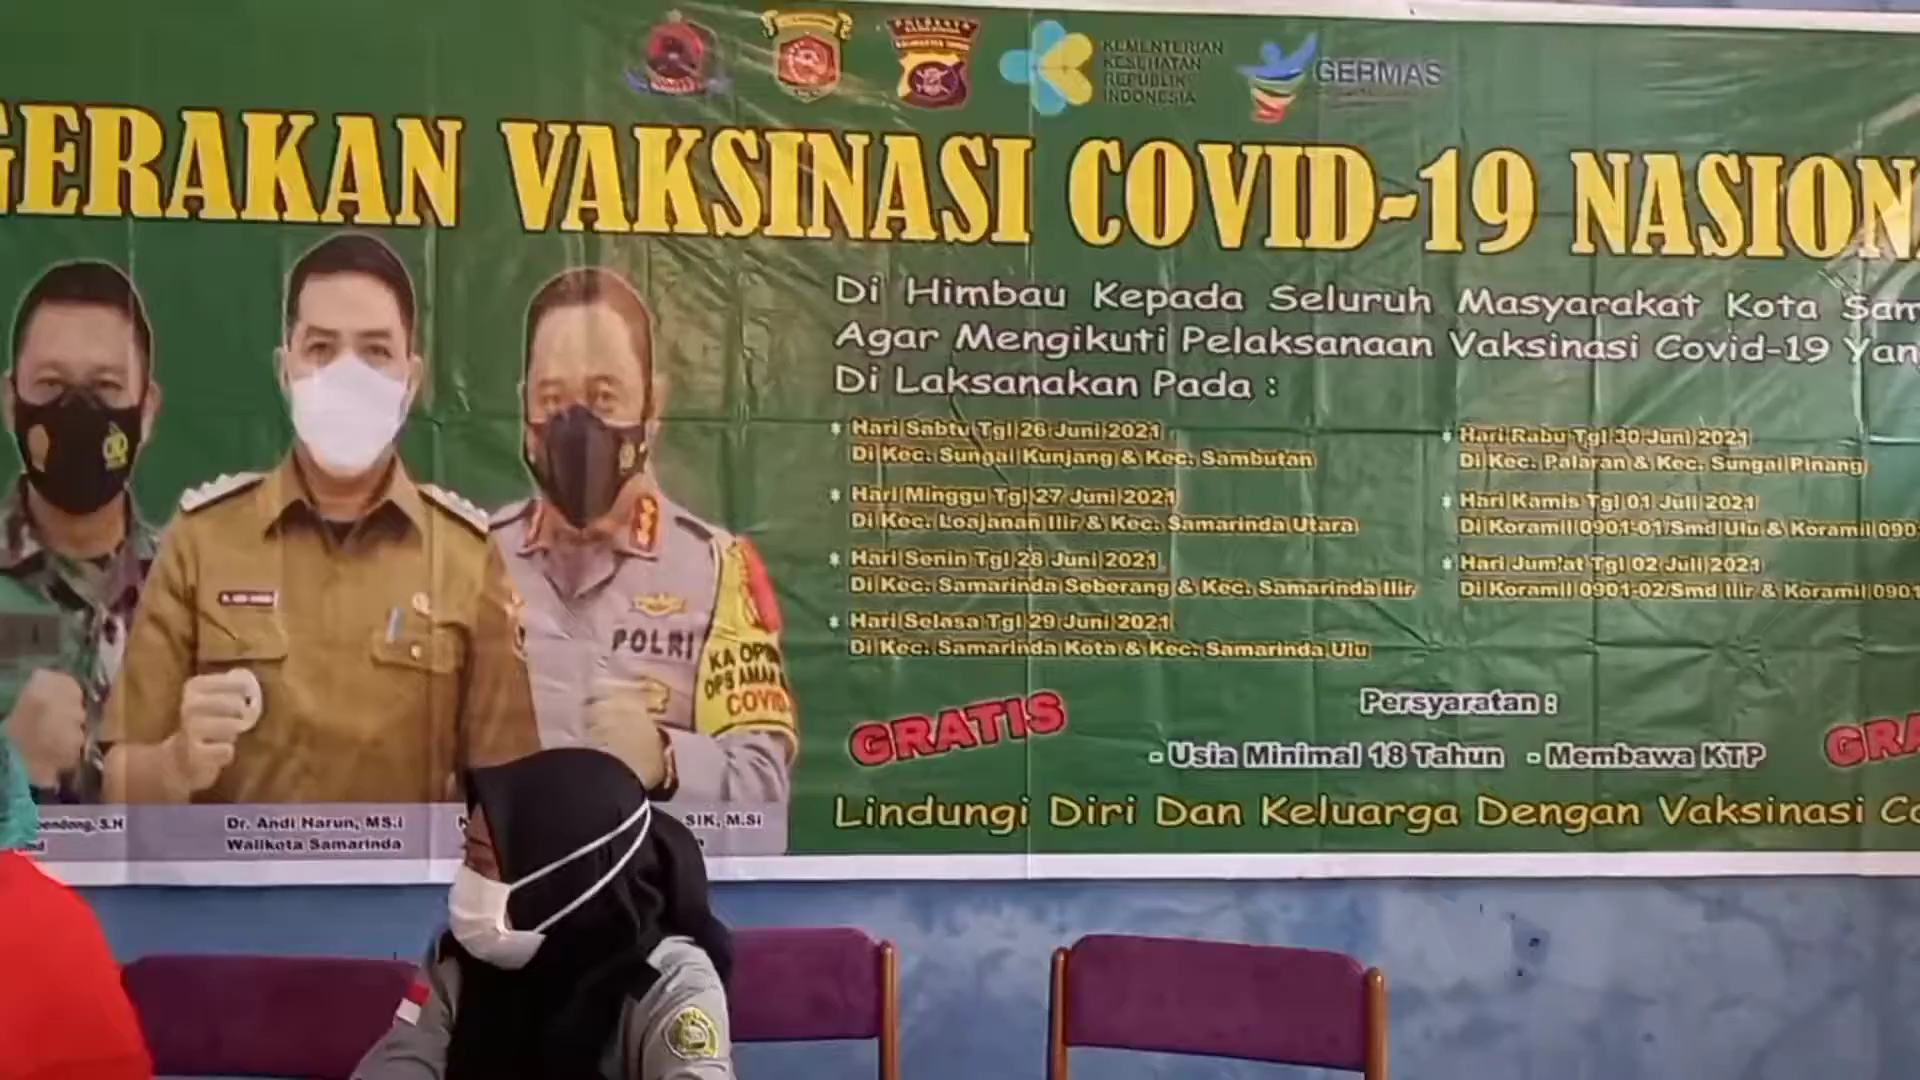 KEMENTERIAN
KESEHATAN
REPUBLIK
INDONESIA
GERMAS
GERAKAN VAKSINASI COVID-19 NASIONA
Di Himbau Kepada Seluruh Masyarakat Kota Sam
Agar Mengikuti Pelaksanaan Vaksinasi Covid-19 Yang
Di Laksanakan Pada :
* Hari Sabtu Tgl 26 Juni 2021
Di Kec. Sungai Kunjang & Kec. Sambutan
* Hari Minggu Tgl 27 Juni 2021
Di Kec. Loajanan Ilir & Kec. Samarinda Utara
* Hari Senin Tgl 28 Juni 2021
Di Kec. Samarinda Seberang & Kec. Samarinda Ilir
* Hari Selasa Tgl 29 Juni 2021
Di Kec. Samarinda Kota & Kec. Samarinda Ulu
* Hari Rabu Tgl 30 Juni 2021
Di Kec. Palaran & Kec. Sungai Pinang
* Hari Kamis Tgl 01 Juli 2021
Di Koramil 0901-01/Smd Ulu & Koramil 090
* Hari Jum'at Tgl 02 Juli 2021
Di Koramil 0901-02/Smd Ilir & Koramil 0901
GRATIS
Persyaratan :
- Usia Minimal 18 Tahun - Membawa KTP
GRA
Lindungi Diri Dan Keluarga Dengan Vaksinasi Co
POLRI
COVID
S.H
Dr. Andi Harun, MS.i
Walikota Samarinda
SIK, M.Si